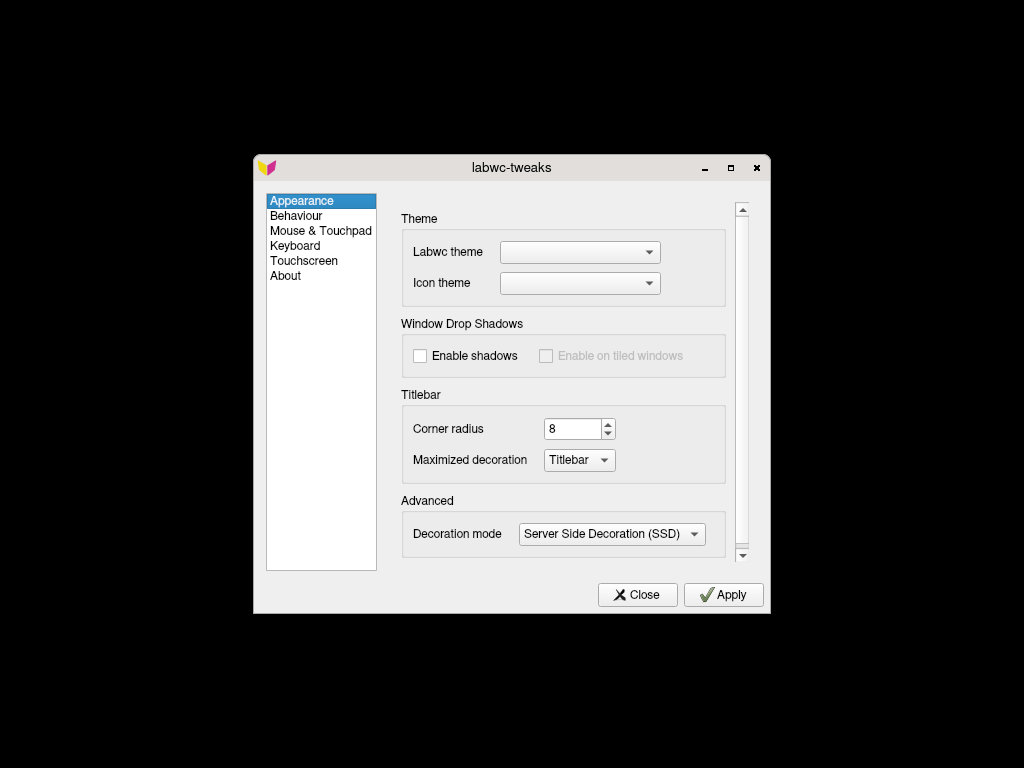 labwc-tweaks
Appearance
Behaviour
Mouse & Touchpad
Keyboard
Touchscreen
About
Theme
Labwc theme
Icon theme
Window Drop Shadows
Enable shadows Enable on tiled windows
Titlebar
Corner radius 8
Maximized decoration Titlebar
Advanced
Decoration mode Server Side Decoration (SSD)
Close Apply